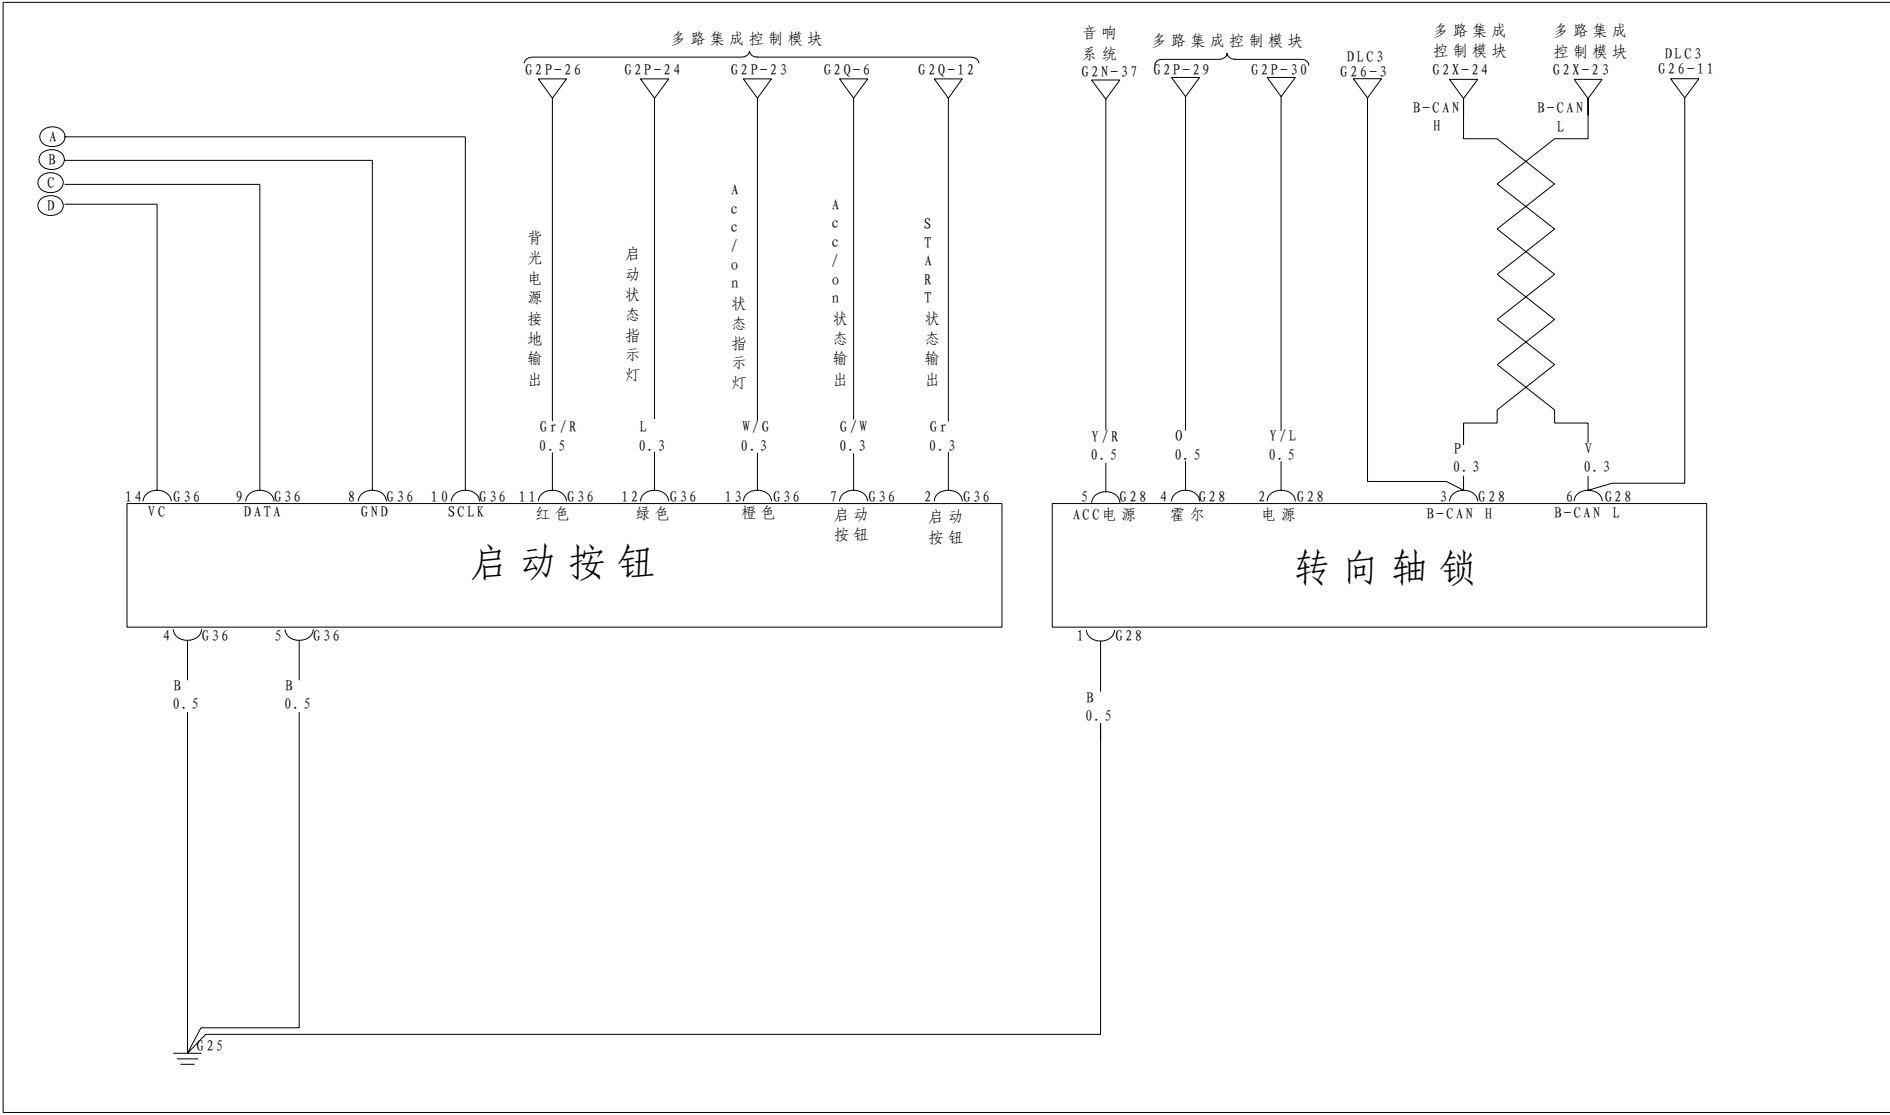 多路集成控制模块
G2P-26 G2P-24 G2P-23 G2Q-6 G2Q-12
音响
系统
G2N-37
多路集成控制模块
G2P-29 G2P-30
DLC3
G26-3
多路集成
控制模块
G2X-24
多路集成
控制模块
G2X-23
DLC3
G26-11
B-CAN
H
B-CAN
L
A
B
C
D
背光电源接地输出
启动状态指示灯
Acc/on状态指示灯
Acc/on状态输出
START状态输出
Gr/R
0.5
L
0.3
W/G
0.3
G/W
0.3
Gr
0.3
Y/R
0.5
O
0.5
Y/L
0.5
P
0.3
V
0.3
14 G36 9 G36 8 G36 10 G36 11 G36 12 G36 13 G36 7 G36 2 G36
VC DATA GND SCLK 红色 绿色 橙色
启动
按钮
启动
按钮
启动按钮
4 G36 5 G36
5 G28 4 G28 2 G28 3 G28 6 G28
ACC电源 霍尔 电源 B-CAN H B-CAN L
转向轴锁
1 G28
B
0.5
B
0.5
B
0.5
G25